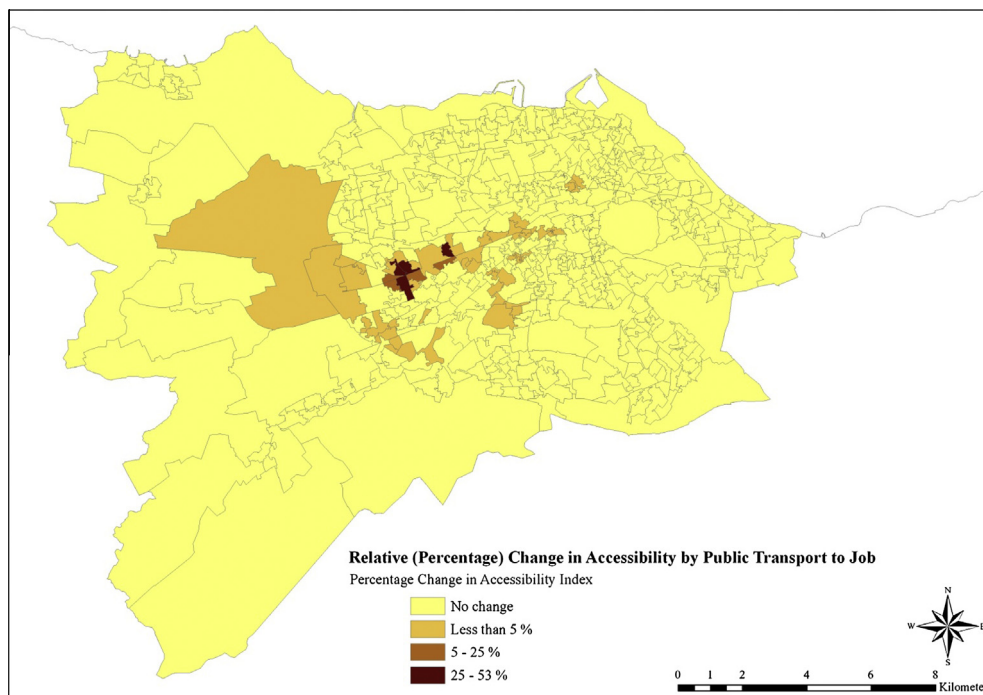 Relative (Percentage) Change in Accessibility by Public Transport to Job
Percentage Change in Accessibility Index
No change
Less than 5 %
5 - 25 %
25 - 53 %
N
W E
S
0 1 2 4 6 8
Kilomete